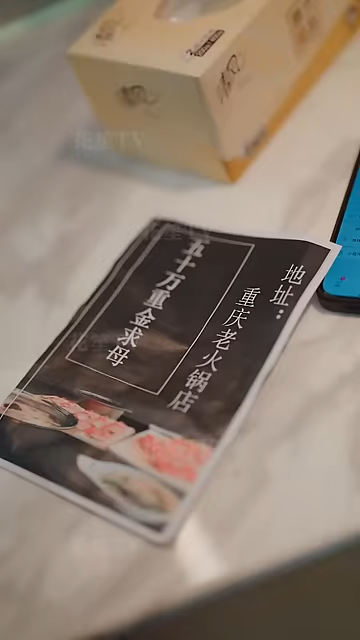 五十万重金求母
地址：
重庆老火锅店